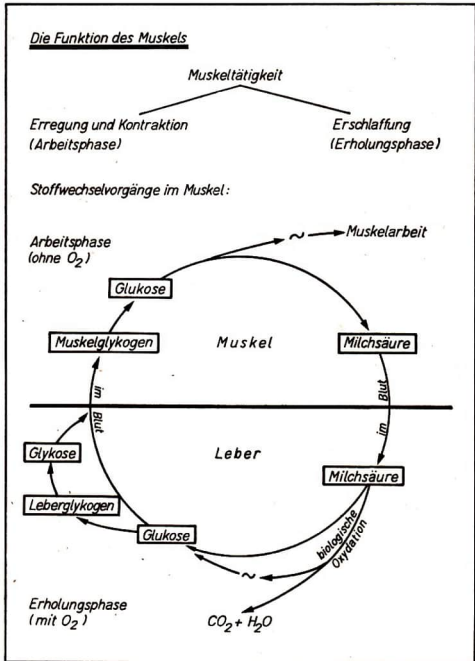 Die Funktion des Muskels
Muskeltätigkeit
Erregung und Kontraktion
(Arbeitsphase)
Erschlaffung
(Erholungsphase)
Stoffwechselvorgänge im Muskel:
Arbeitsphase
(ohne O₂)
~
Muskelarbeit
Glukose
Muskelglykogen
Muskel
Milchsäure
im Blut
im Blut
Leber
Glykose
Leberglykogen
Glukose
Milchsäure
biologische
Oxydation
~
CO₂ + H₂O
Erholungsphase
(mit O₂)